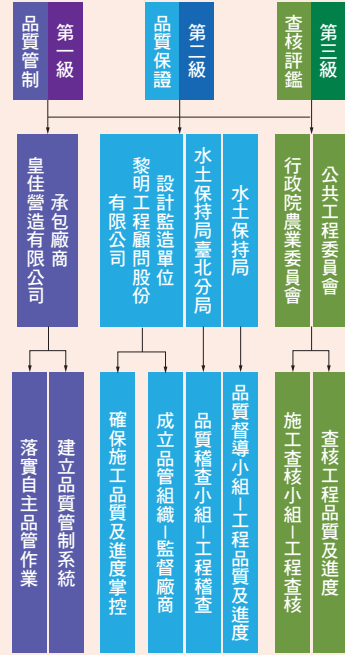 第三級
查核評鑑
第二級
品質保證
第一級
品質管制
公共工程委員會
行政院農業委員會
水土保持局
水土保持局臺北分局
設計監造單位
黎明工程顧問股份
有限公司
承包廠商
皇佳營造有限公司
查核工程品質及進度
施工查核小組–工程查核
品質督導小組–工程品質及進度
品質稽查小組–工程稽查
成立品管組織–監督廠商
確保施工品質及進度掌控
建立品質管制系統
落實自主品管作業